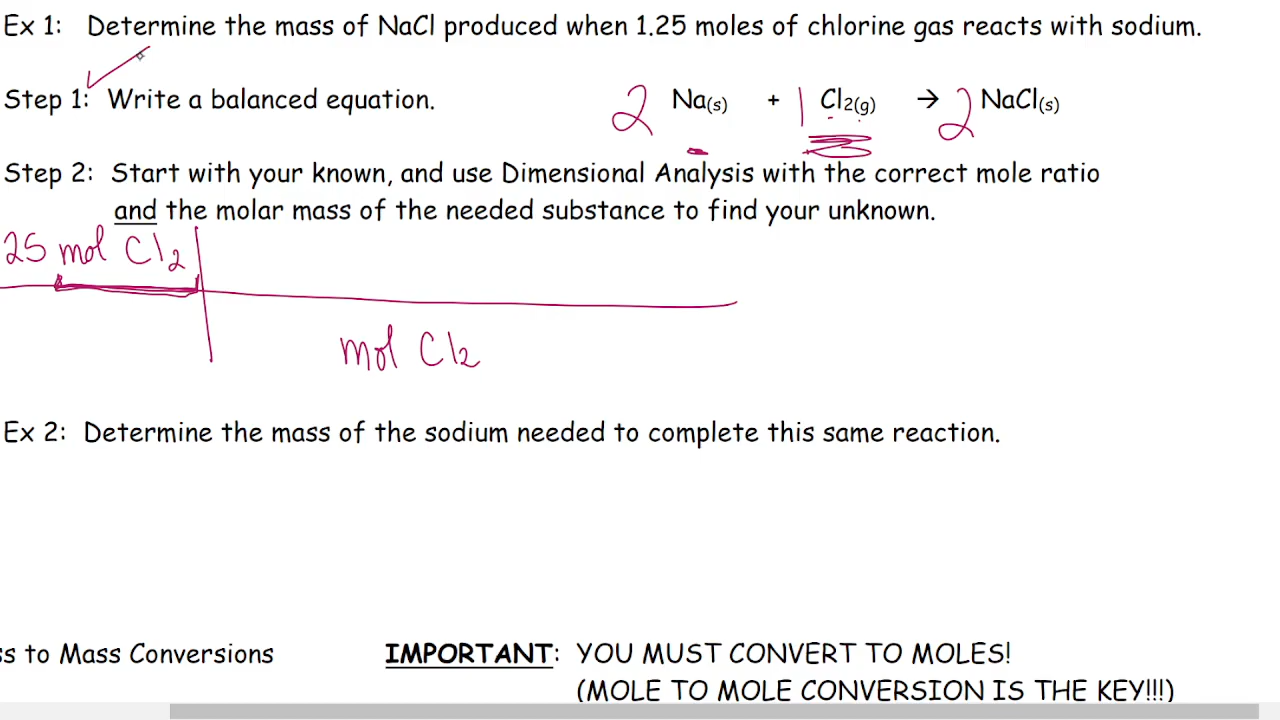 Ex 1: Determine the mass of NaCl produced when 1.25 moles of chlorine gas reacts with sodium.
Step 1: Write a balanced equation. 2 Na(s) + 1 Cl2(g) → 2 NaCl(s)
Step 2: Start with your known, and use Dimensional Analysis with the correct mole ratio
and the molar mass of the needed substance to find your unknown.
25 mol Cl2
mol Cl2
Ex 2: Determine the mass of the sodium needed to complete this same reaction.
ss to Mass Conversions IMPORTANT: YOU MUST CONVERT TO MOLES!
(MOLE TO MOLE CONVERSION IS THE KEY!!!)